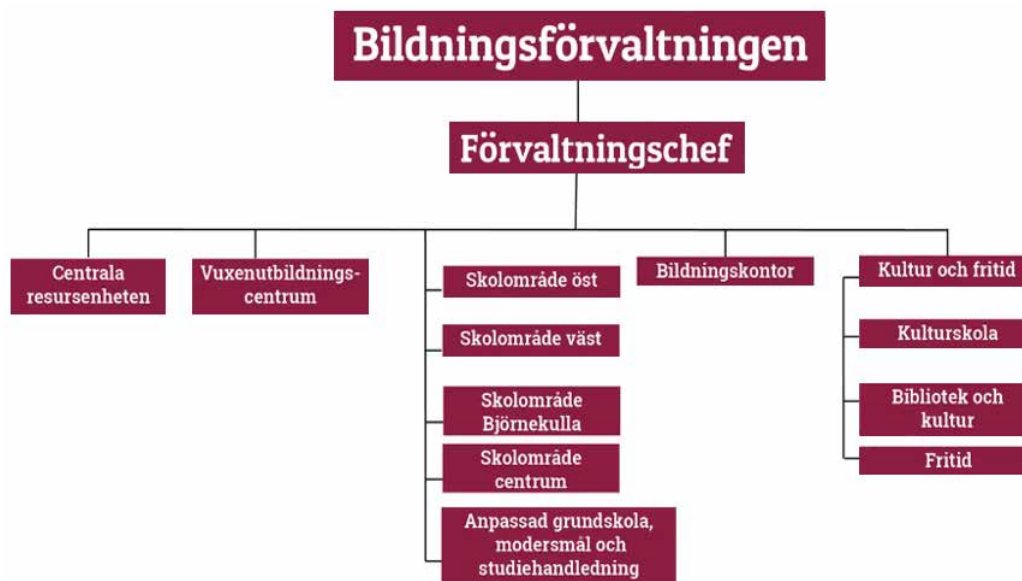 Bildningsförvaltningen
Förvaltningschef
Centrala
resursenheten
Vuxenutbildnings-
centrum
Skolområde öst
Skolområde väst
Skolområde
Björnekulla
Skolområde
centrum
Anpassad grundskola,
modersmål och
studiehandledning
Bildningskontor
Kultur och fritid
Kulturskola
Bibliotek och
kultur
Fritid